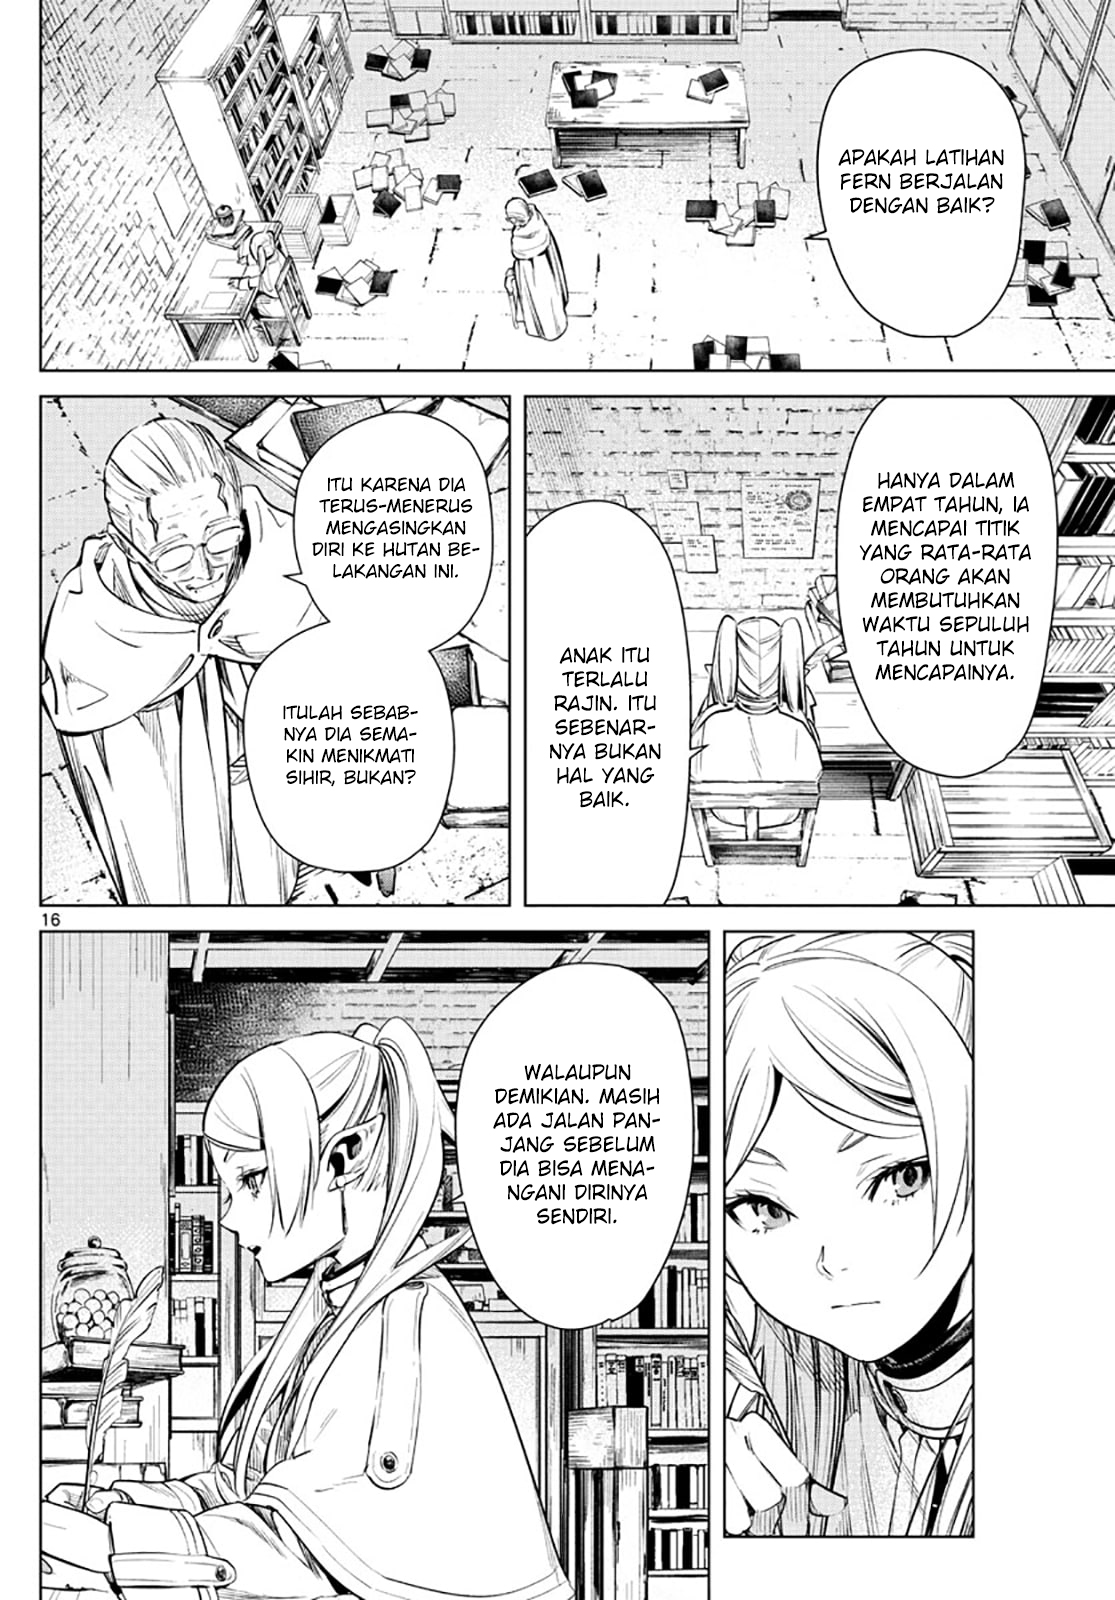 APAKAH LATIHAN
FERN BERJALAN
DENGAN BAIK?
HANYA DALAM
EMPAT TAHUN, IA
MENCAPAI TITIK
YANG RATA-RATA
ORANG AKAN
MEMBUTUHKAN
WAKTU SEPULUH
TAHUN UNTUK
MENCAPAINYA.
ANAK ITU
TERLALU
RAJIN. ITU
SEBENAR-
NYA BUKAN
HAL YANG
BAIK.
ITU KARENA DIA
TERUS-MENERUS
MENGASINGKAN
DIRI KE HUTAN BE-
LAKANGAN INI.
ITULAH SEBAB-
NYA DIA SEMA-
KIN MENIKMATI
SIHIR, BUKAN?
16
WALAUPUN
DEMIKIAN. MASIH
ADA JALAN PAN-
JANG SEBELUM
DIA BISA MENA-
NGANI DIRINYA
SENDIRI.